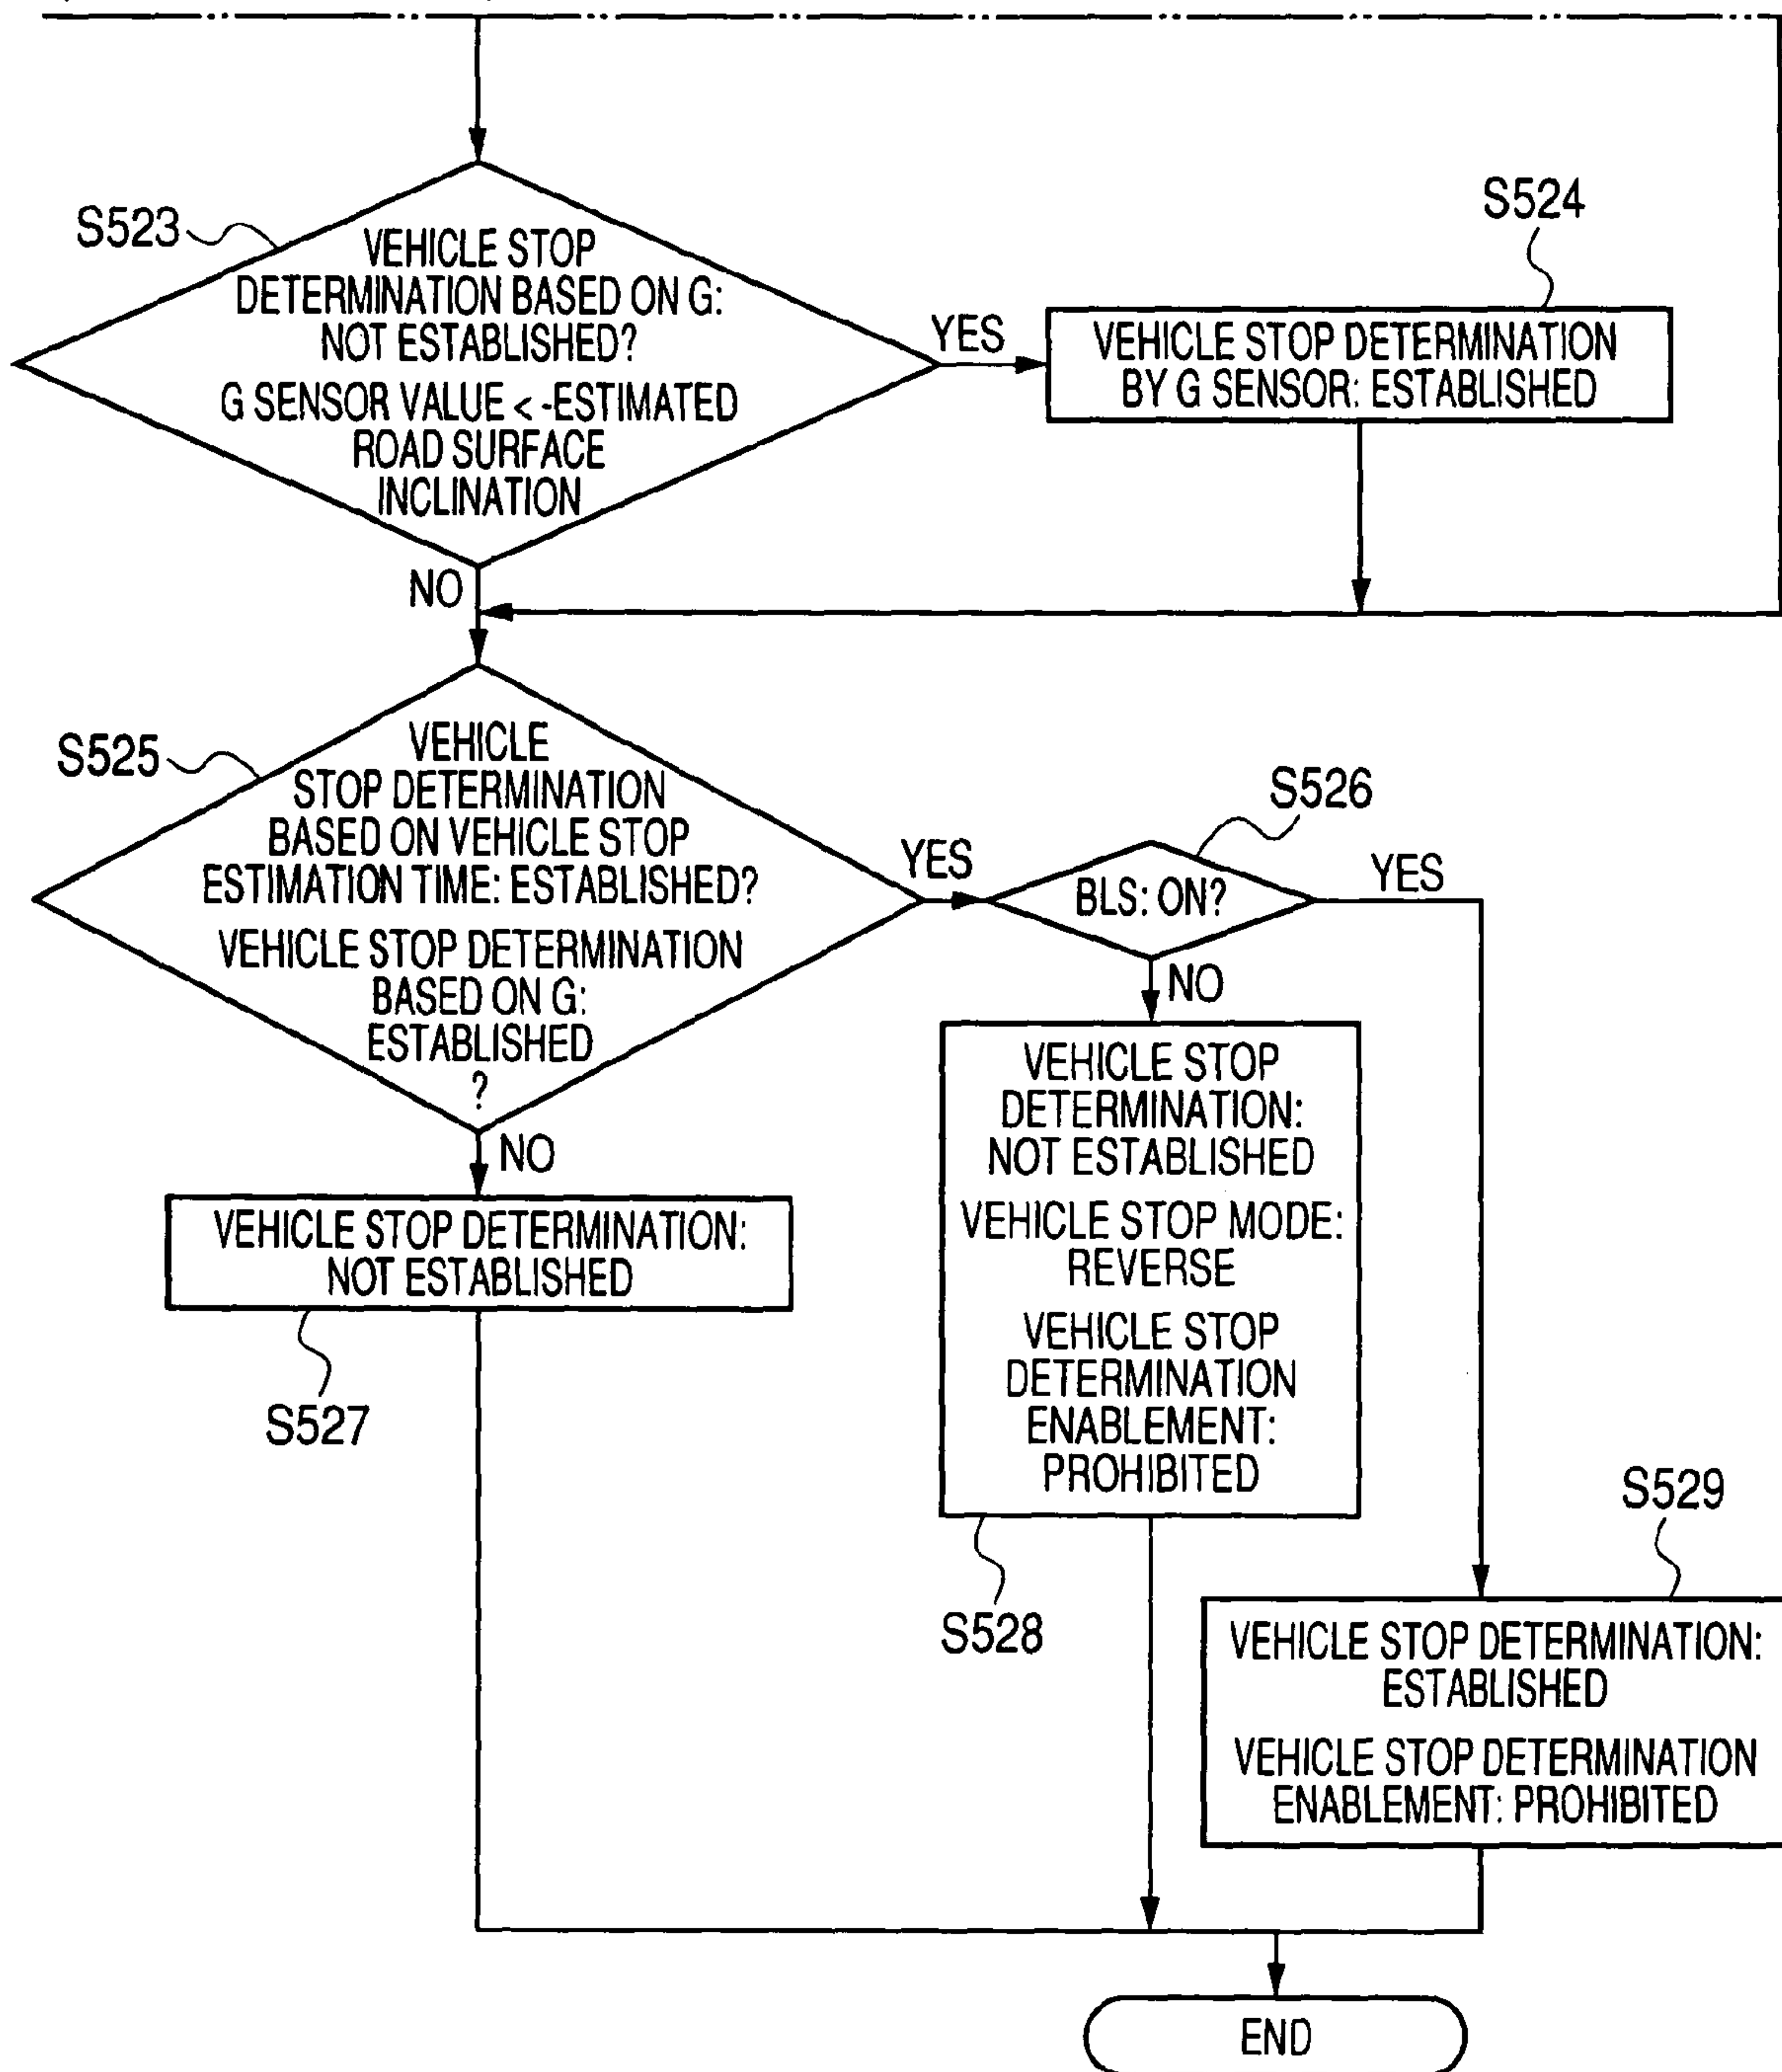 S523
VEHICLE STOP
DETERMINATION BASED ON G:
NOT ESTABLISHED?
G SENSOR VALUE < -ESTIMATED
ROAD SURFACE
INCLINATION
YES
S524
VEHICLE STOP DETERMINATION
BY G SENSOR: ESTABLISHED
NO
S525
VEHICLE
STOP DETERMINATION
BASED ON VEHICLE STOP
ESTIMATION TIME: ESTABLISHED?
VEHICLE STOP DETERMINATION
BASED ON G:
ESTABLISHED
?
YES
S526
BLS: ON?
YES
NO
NO
VEHICLE STOP DETERMINATION:
NOT ESTABLISHED
S527
VEHICLE STOP
DETERMINATION:
NOT ESTABLISHED
VEHICLE STOP MODE:
REVERSE
VEHICLE STOP
DETERMINATION
ENABLEMENT:
PROHIBITED
S528
S529
VEHICLE STOP DETERMINATION:
ESTABLISHED
VEHICLE STOP DETERMINATION
ENABLEMENT: PROHIBITED
END